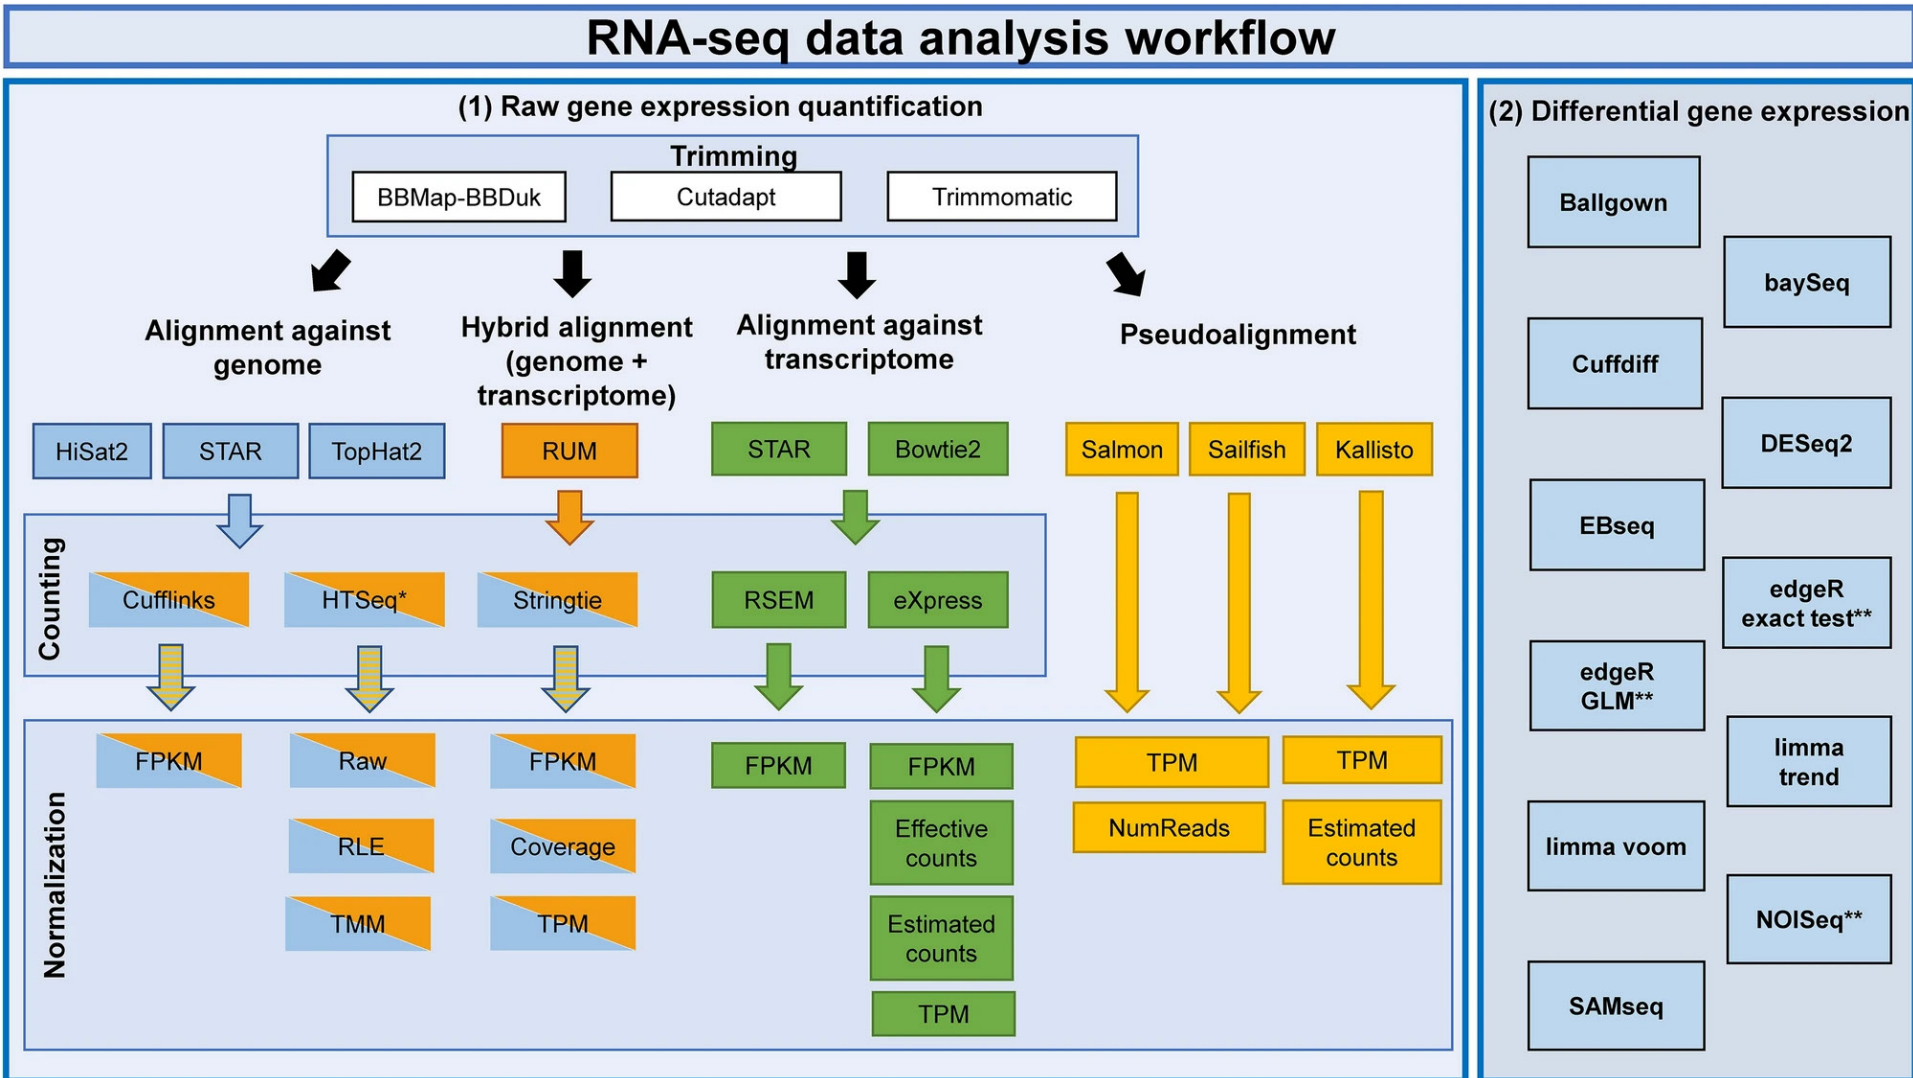 RNA-seq data analysis workflow
(1) Raw gene expression quantification
Trimming
BBMap-BBDuk
Cutadapt
Trimmomatic
Alignment against
genome
Hybrid alignment
(genome +
transcriptome)
Alignment against
transcriptome
Pseudoalignment
HiSat2
STAR
TopHat2
RUM
STAR
Bowtie2
Salmon
Sailfish
Kallisto
Counting
Cufflinks
HTSeq*
Stringtie
RSEM
eXpress
Normalization
FPKM
Raw
RLE
TMM
FPKM
Coverage
TPM
FPKM
FPKM
Effective
counts
Estimated
counts
TPM
TPM
NumReads
TPM
Estimated
counts
(2) Differential gene expression
Ballgown
baySeq
Cuffdiff
DESeq2
EBseq
edgeR
exact test**
edgeR
GLM**
limma
trend
limma voom
NOISeq**
SAMseq